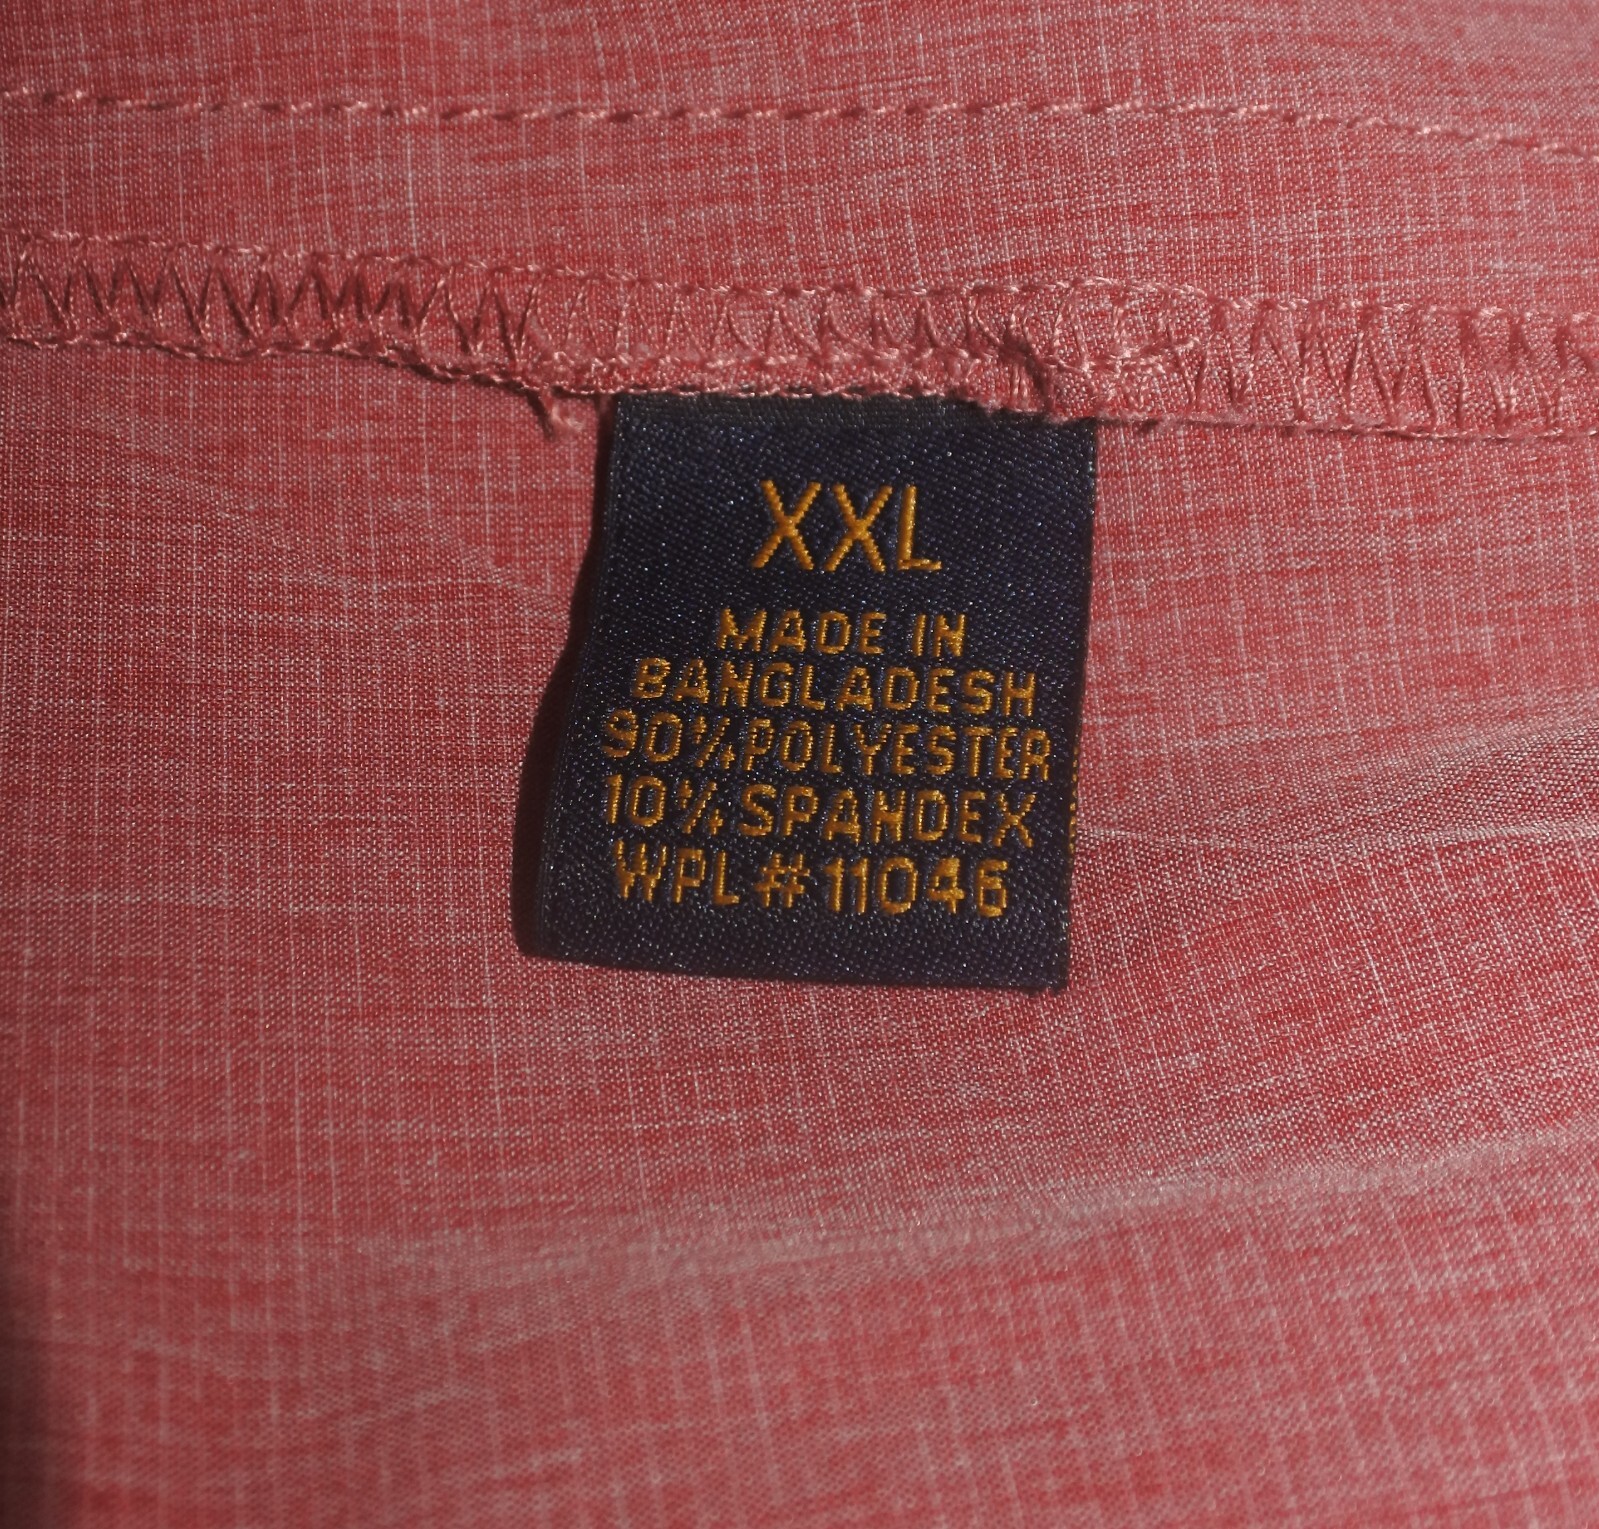 XXL
MADE IN
BANGLADESH
90% POLYESTER
10% SPANDEX
WPL # 11046